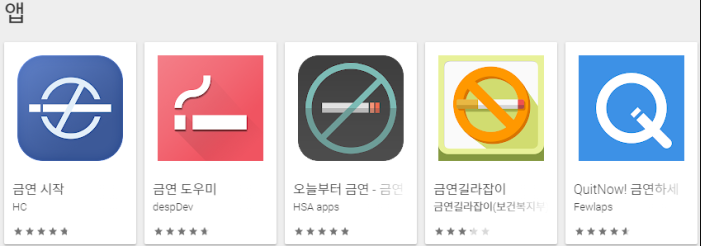 앱
금연 시작
HC
금연 도우미
despDev
오늘부터 금연 - 금연
HSA apps
금연길라잡이
금연길라잡이(보건복지부
QuitNow! 금연하세
Fewlaps